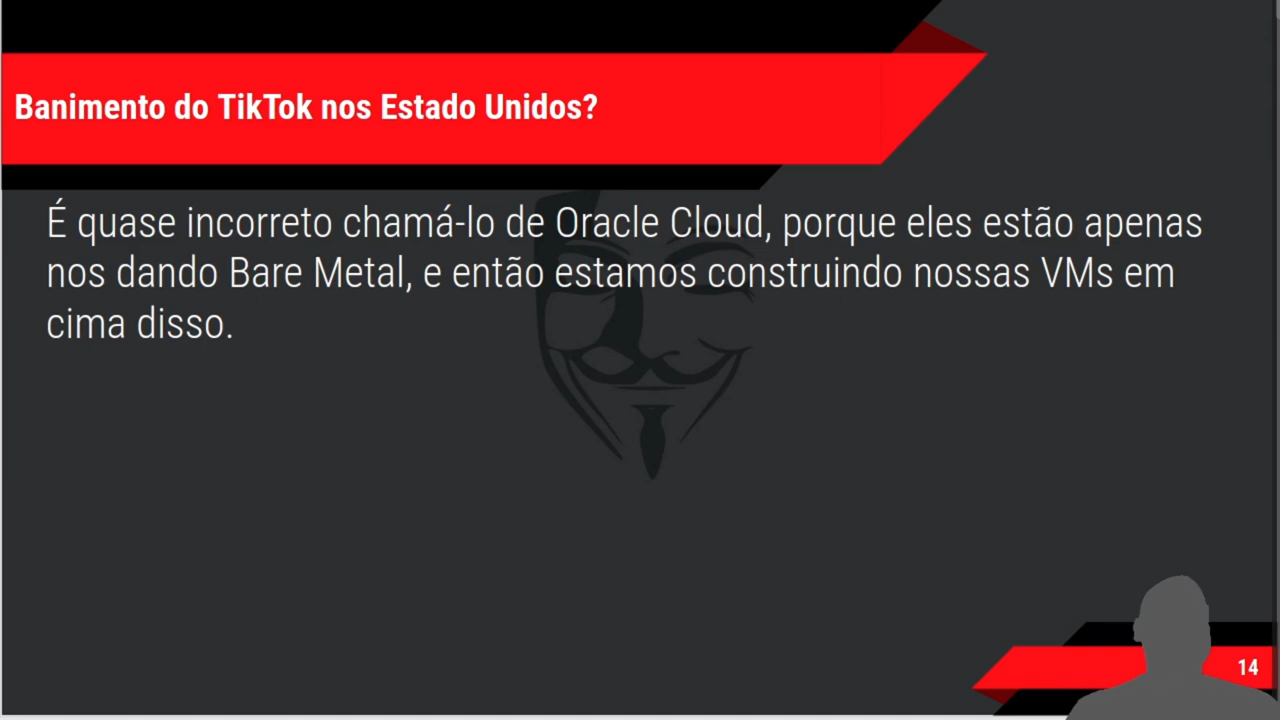 Banimento do TikTok nos Estado Unidos?
É quase incorreto chamá-lo de Oracle Cloud, porque eles estão apenas
nos dando Bare Metal, e então estamos construindo nossas VMs em
cima disso.
14